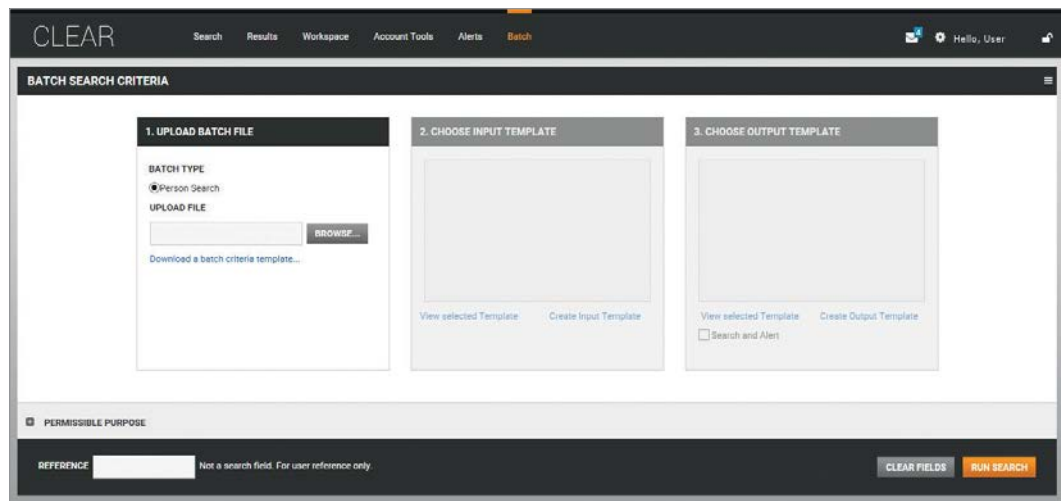 CLEAR
Search Results Workspace Account Tools Alerts Batch
4
Hello, User
BATCH SEARCH CRITERIA
1. UPLOAD BATCH FILE
BATCH TYPE
Person Search
UPLOAD FILE
BROWSE...
Download a batch criteria template...
2. CHOOSE INPUT TEMPLATE
View selected Template Create Input Template
3. CHOOSE OUTPUT TEMPLATE
View selected Template Create Output Template
Search and Alert
PERMISSIBLE PURPOSE
REFERENCE Not a search field. For user reference only.
CLEAR FIELDS RUN SEARCH